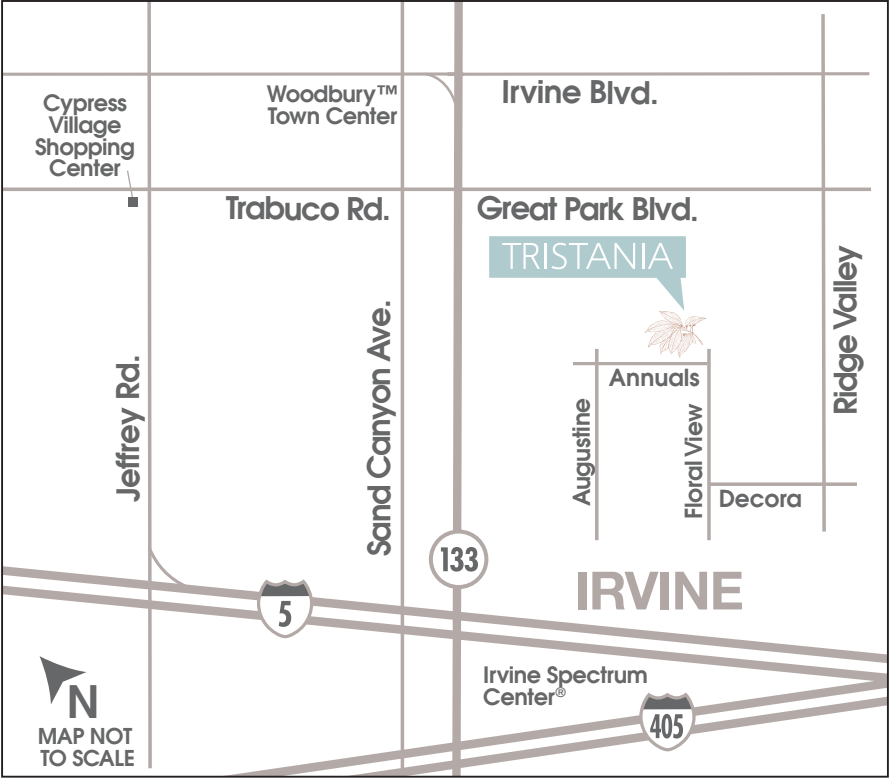 Cypress
Village
Shopping
Center
Woodbury™
Town Center
Irvine Blvd.
Trabuco Rd.
Great Park Blvd.
TRISTANIA
Ridge Valley
Jeffrey Rd.
Sand Canyon Ave.
Annuals
Augustine
Floral View
Decora
133
IRVINE
5
Irvine Spectrum
Center®
405
N
MAP NOT
TO SCALE